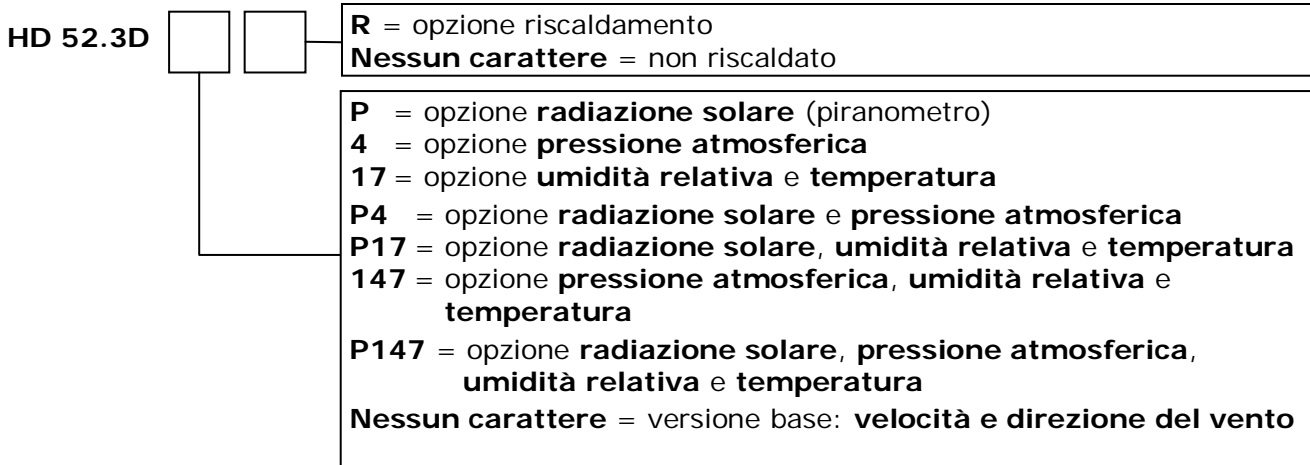 HD 52.3D
R = opzione riscaldamento
Nessun carattere = non riscaldato
P = opzione radiazione solare (piranometro)
4 = opzione pressione atmosferica
17 = opzione umidità relativa e temperatura
P4 = opzione radiazione solare e pressione atmosferica
P17 = opzione radiazione solare, umidità relativa e temperatura
147 = opzione pressione atmosferica, umidità relativa e
temperatura
P147 = opzione radiazione solare, pressione atmosferica,
umidità relativa e temperatura
Nessun carattere = versione base: velocità e direzione del vento